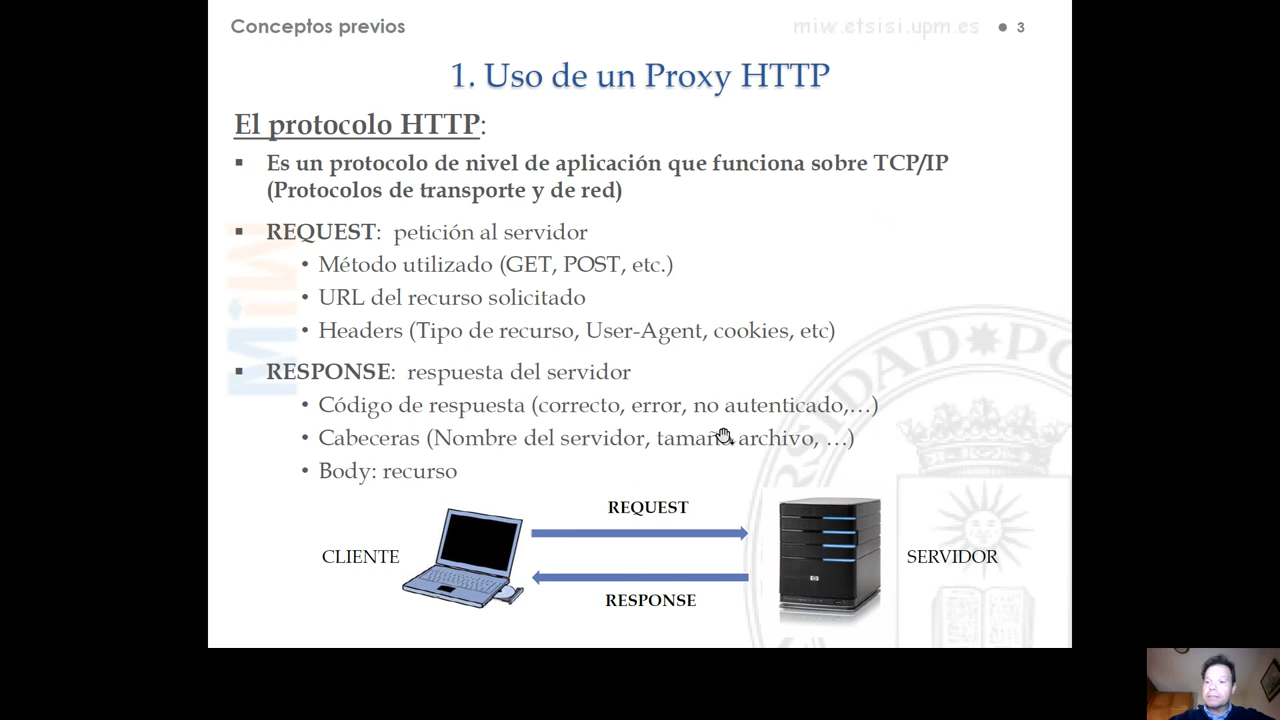 Conceptos previos
miw.etsisi.upm.es
3
1. Uso de un Proxy HTTP
El protocolo HTTP:
Es un protocolo de nivel de aplicación que funciona sobre TCP/IP
(Protocolos de transporte y de red)
REQUEST: petición al servidor
• Método utilizado (GET, POST, etc.)
• URL del recurso solicitado
• Headers (Tipo de recurso, User-Agent, cookies, etc)
RESPONSE: respuesta del servidor
• Código de respuesta (correcto, error, no autenticado,…)
• Cabeceras (Nombre del servidor, tamaño archivo, …)
• Body: recurso
REQUEST
CLIENTE
SERVIDOR
RESPONSE
MiW